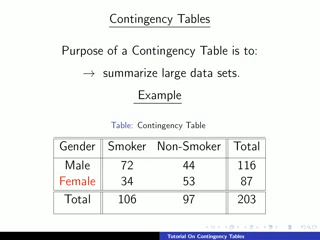 Contingency Tables
Purpose of a Contingency Table is to:
→ summarize large data sets.
Example
Table: Contingency Table
Gender Smoker Non-Smoker Total
Male 72 44 116
Female 34 53 87
Total 106 97 203
Tutorial On Contingency Tables